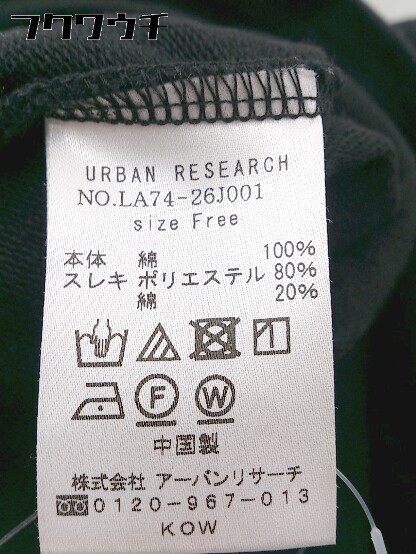 フクウウチ
URBAN RESEARCH
NO.LA74-26J001
size Free
本体 綿 100%
スレキ ポリエステル 80%
綿 20%
F W
中国製
株式会社 アーバンリサーチ
0120-967-013
KOW